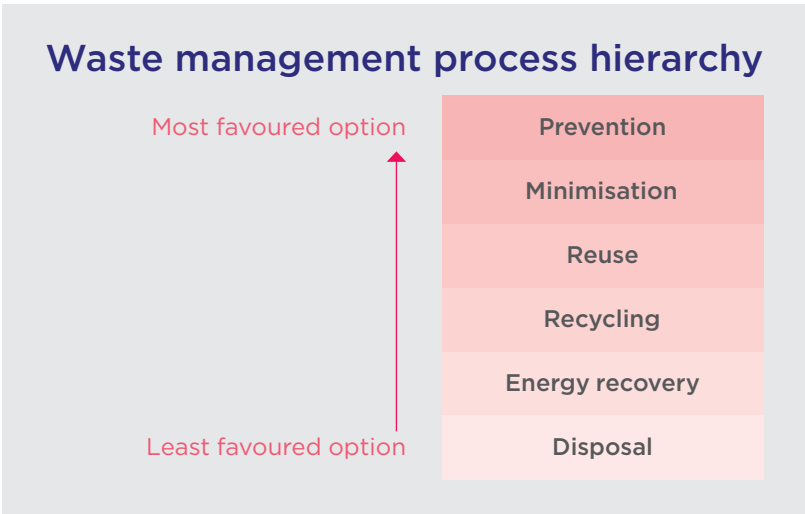 Waste management process hierarchy
Most favoured option
Prevention
Minimisation
Reuse
Recycling
Energy recovery
Least favoured option
Disposal